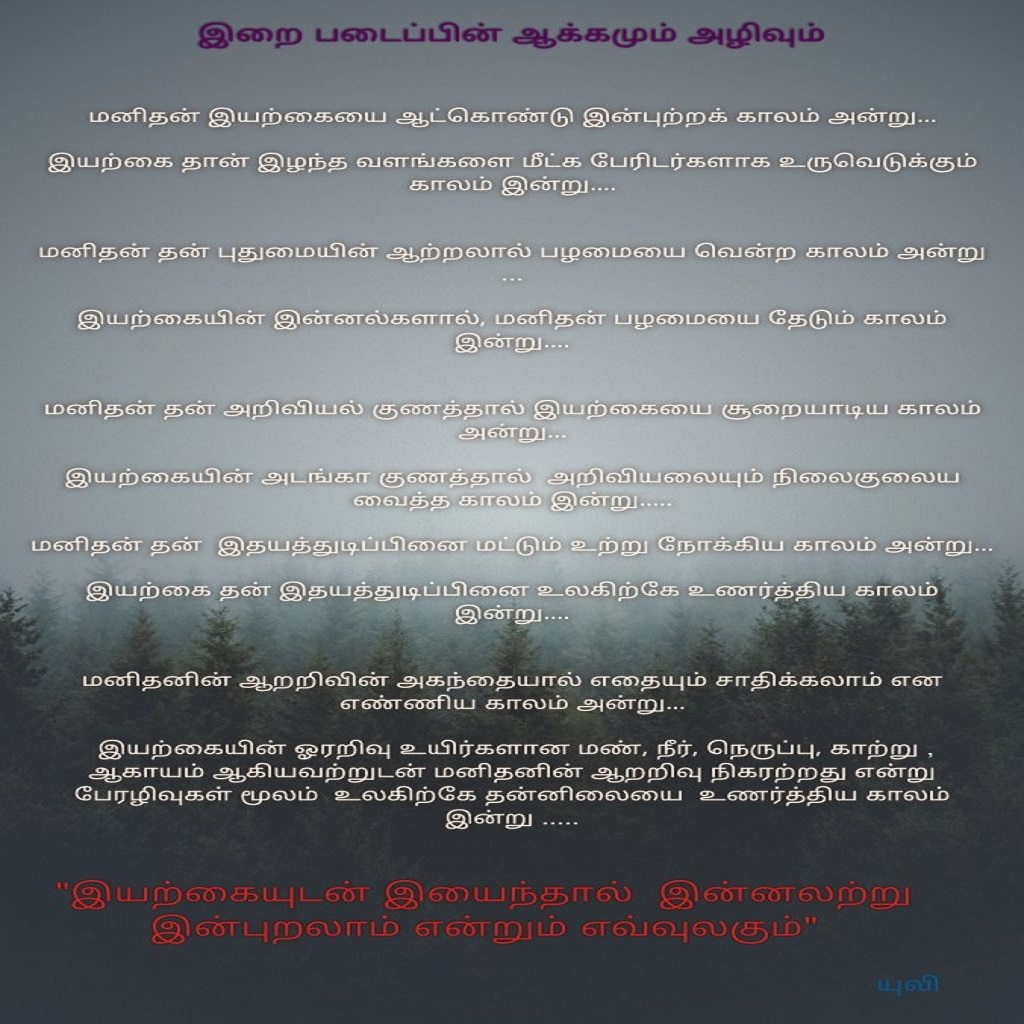 இறை படைப்பின் ஆக்கமும் அழிவும்
மனிதன் இயற்கையை ஆட்கொண்டு இன்புற்றக் காலம் அன்று...
இயற்கை தான் இழந்த வளங்களை மீட்க பேரிடர்களாக உருவெடுக்கும்
காலம் இன்று....
மனிதன் தன் புதுமையின் ஆற்றலால் பழமையை வென்ற காலம் அன்று
...
இயற்கையின் இன்னல்களால், மனிதன் பழமையை தேடும் காலம்
இன்று....
மனிதன் தன் அறிவியல் குணத்தால் இயற்கையை சூறையாடிய காலம்
அன்று...
இயற்கையின் அடங்கா குணத்தால் அறிவியலையும் நிலைகுலைய
வைத்த காலம் இன்று.....
மனிதன் தன் இதயத்துடிப்பினை மட்டும் உற்று நோக்கிய காலம் அன்று...
இயற்கை தன் இதயத்துடிப்பினை உலகிற்கே உணர்த்திய காலம்
இன்று....
மனிதனின் ஆறறிவின் அகந்தையால் எதையும் சாதிக்கலாம் என
எண்ணிய காலம் அன்று...
இயற்கையின் ஓரறிவு உயிர்களான மண், நீர், நெருப்பு, காற்று ,
ஆகாயம் ஆகியவற்றுடன் மனிதனின் ஆறறிவு நிகரற்றது என்று
பேரழிவுகள் மூலம் உலகிற்கே தன்னிலையை உணர்த்திய காலம்
இன்று .....
"இயற்கையுடன் இயைந்தால் இன்னலற்று
இன்புறலாம் என்றும் எவ்வுலகும்"
யுவி